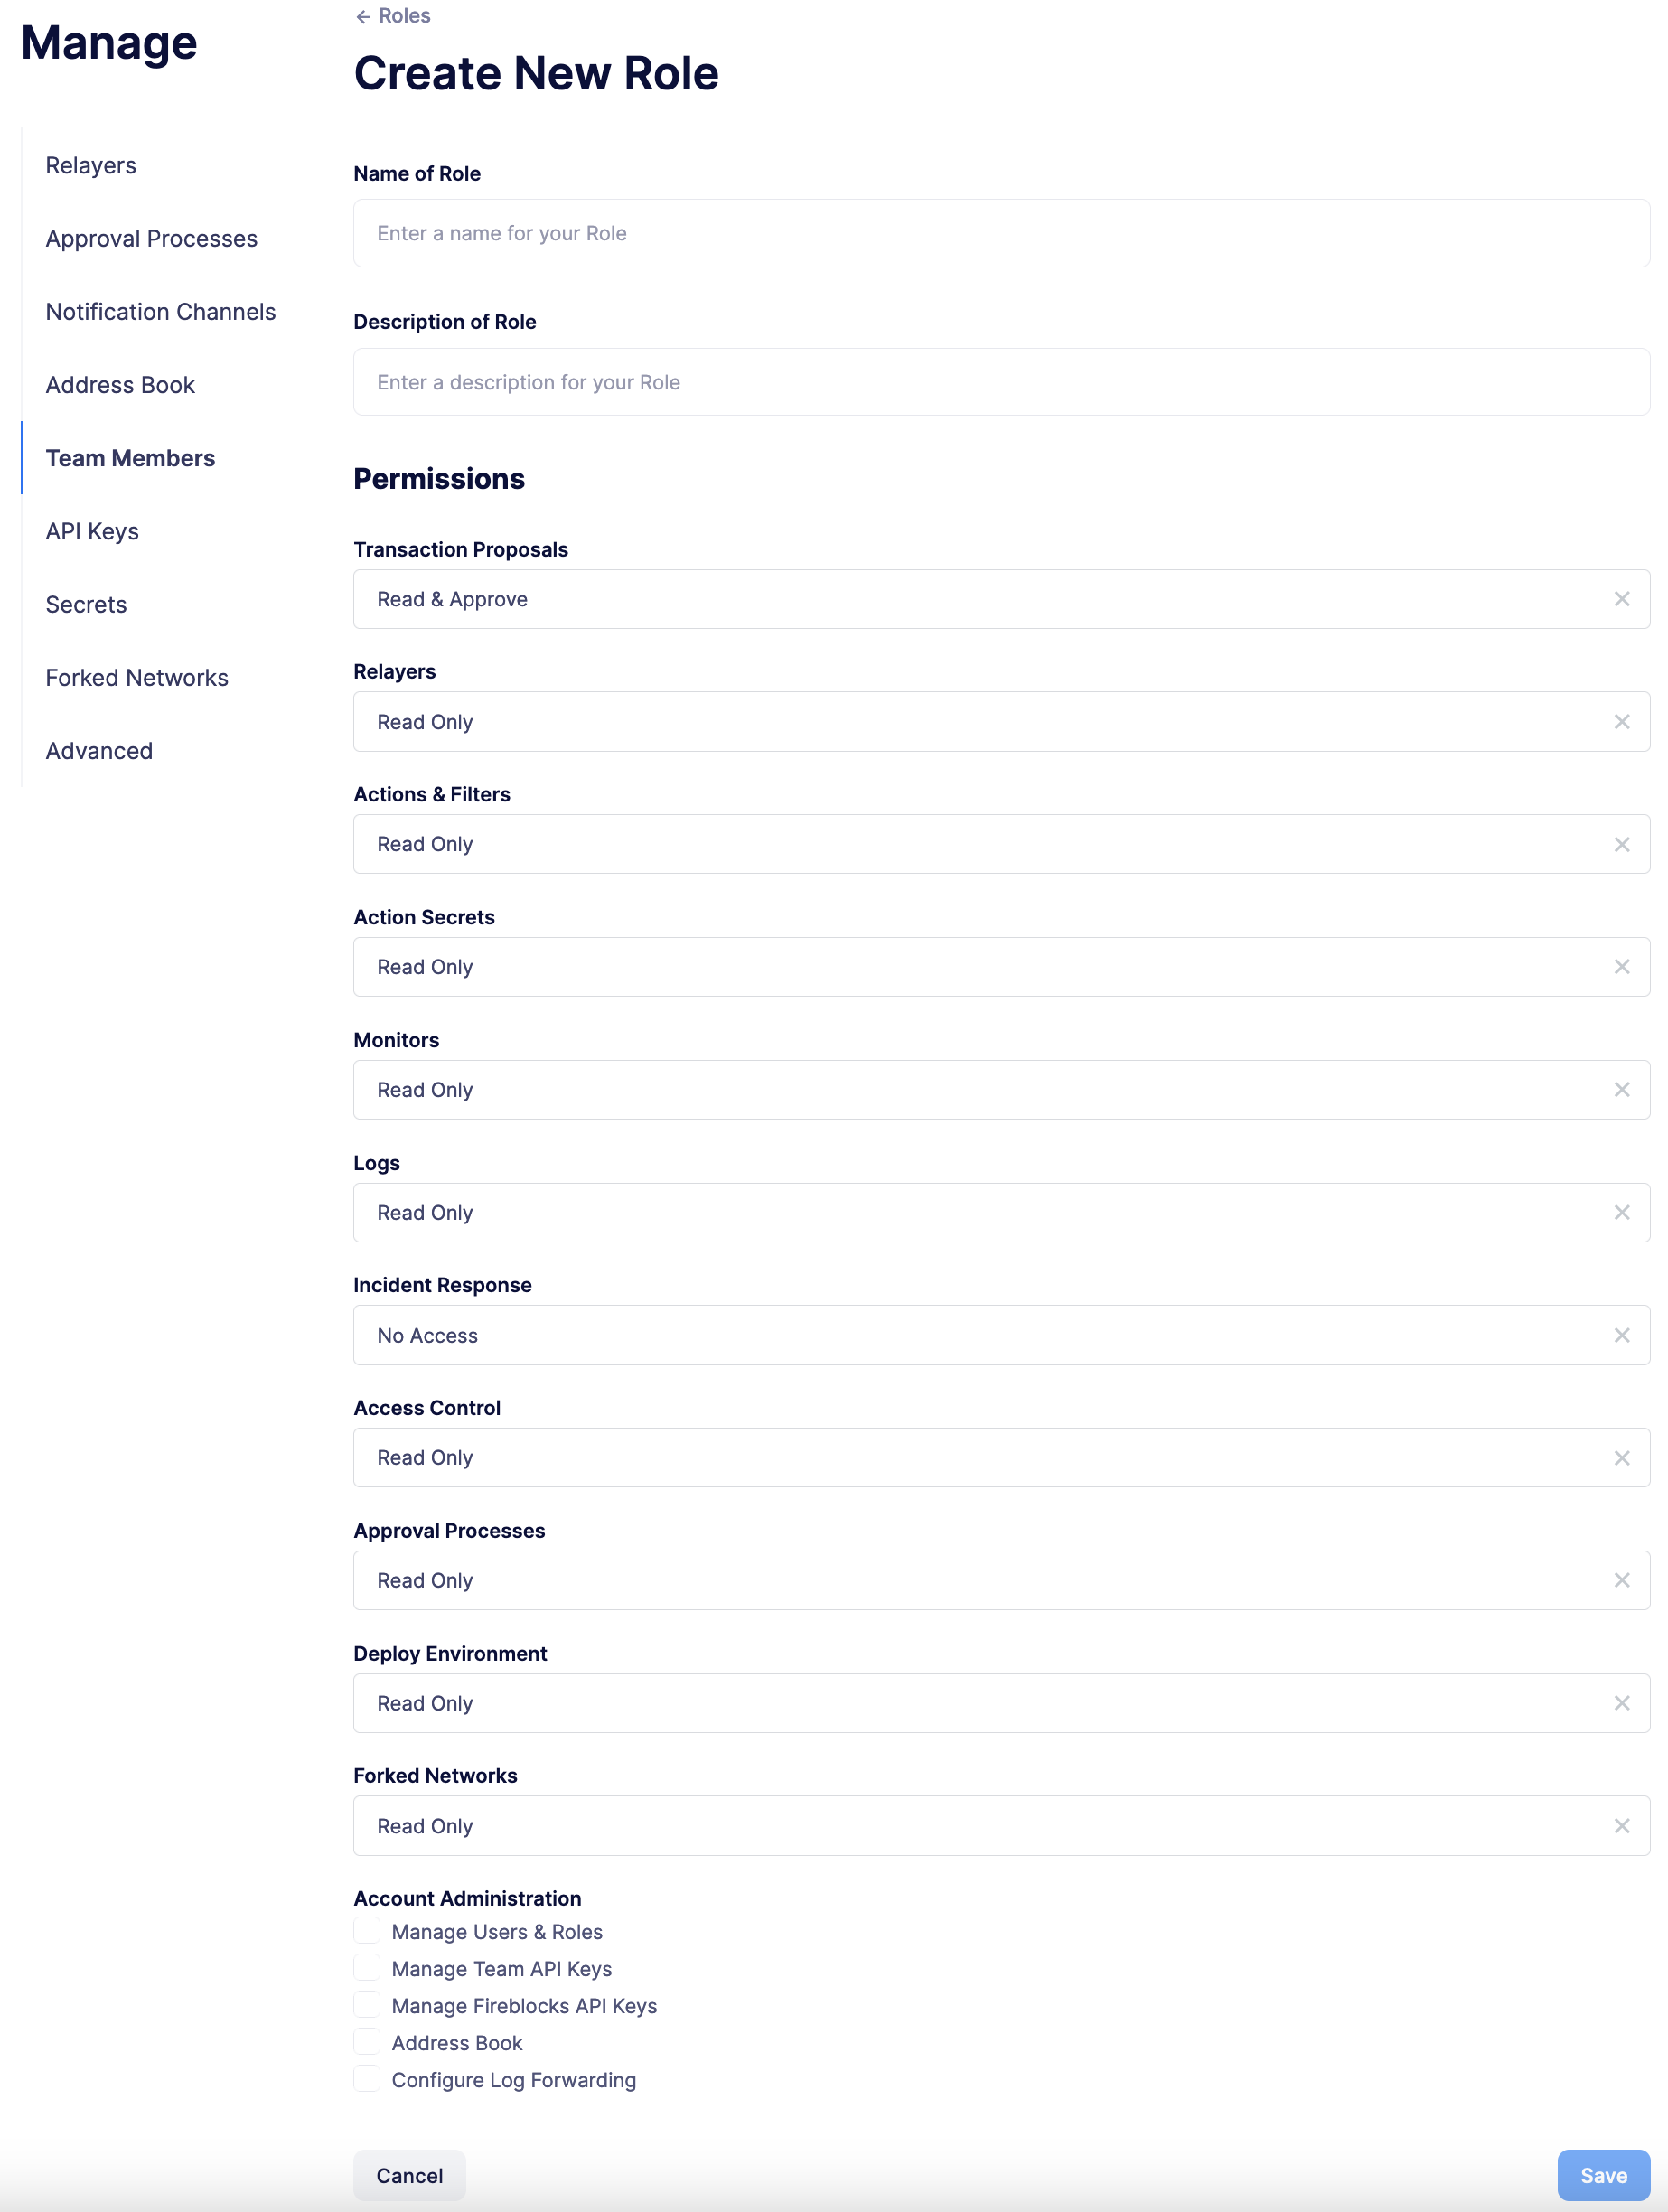 Manage
Relayers
Approval Processes
Notification Channels
Address Book
Team Members
API Keys
Secrets
Forked Networks
Advanced
← Roles
Create New Role
Name of Role
Enter a name for your Role
Description of Role
Enter a description for your Role
Permissions
Transaction Proposals
Read & Approve
Relayers
Read Only
Actions & Filters
Read Only
Action Secrets
Read Only
Monitors
Read Only
Logs
Read Only
Incident Response
No Access
Access Control
Read Only
Approval Processes
Read Only
Deploy Environment
Read Only
Forked Networks
Read Only
Account Administration
Manage Users & Roles
Manage Team API Keys
Manage Fireblocks API Keys
Address Book
Configure Log Forwarding
Cancel
Save